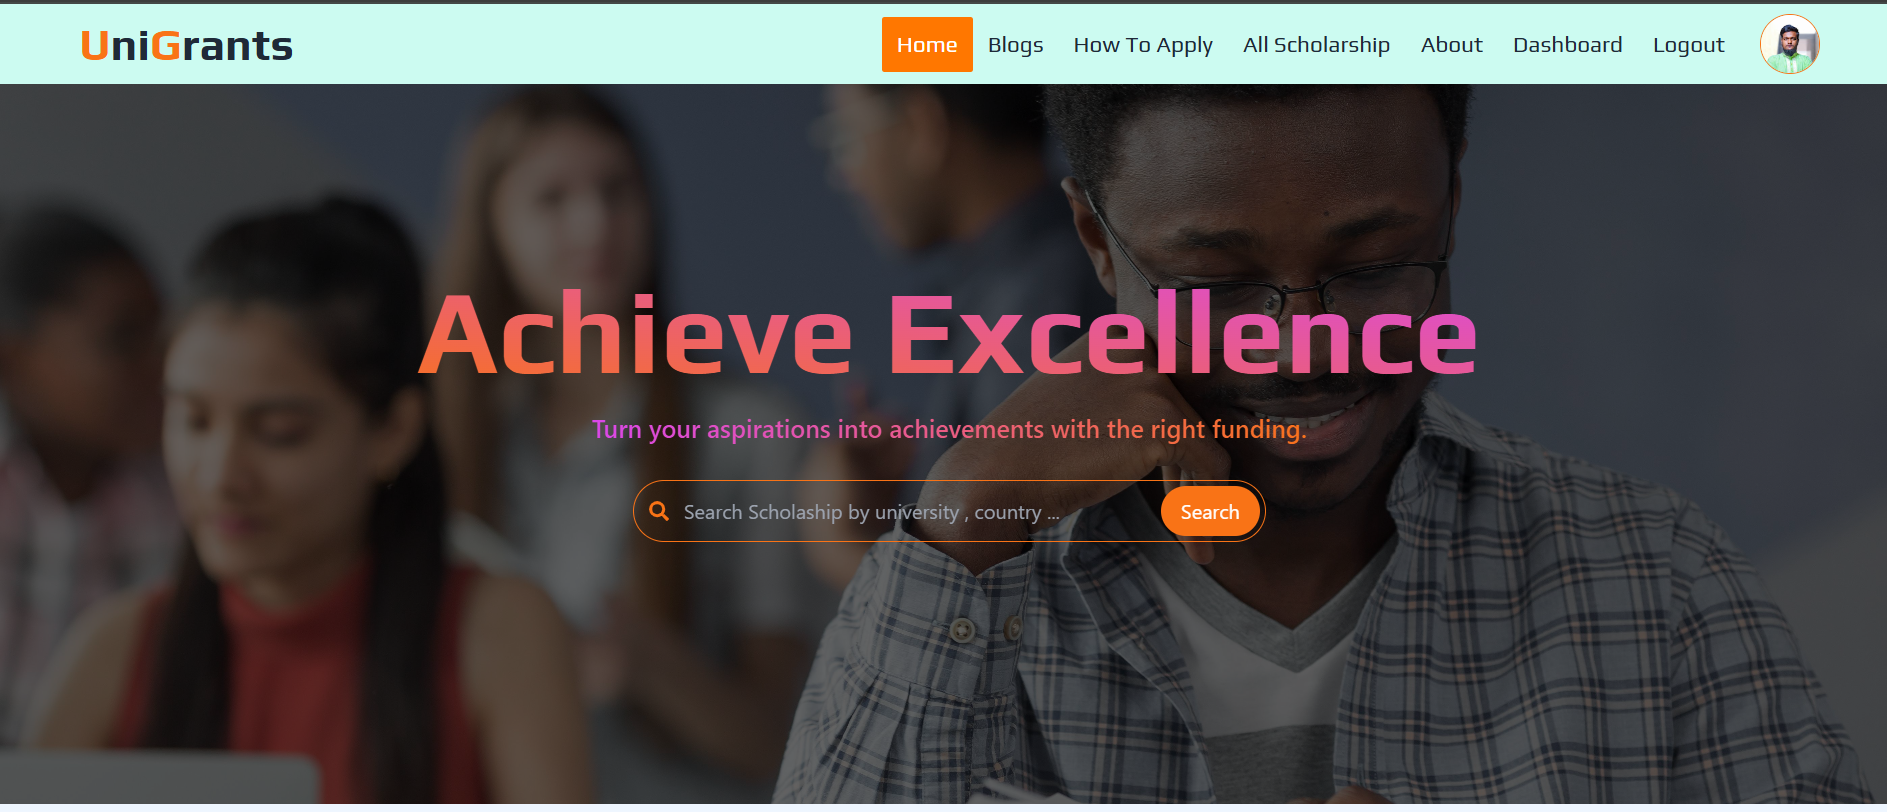 UniGrants
Home Blogs How To Apply All Scholarship About Dashboard Logout
Achieve Excellence
Turn your aspirations into achievements with the right funding.
Search Scholaship by university , country ... Search